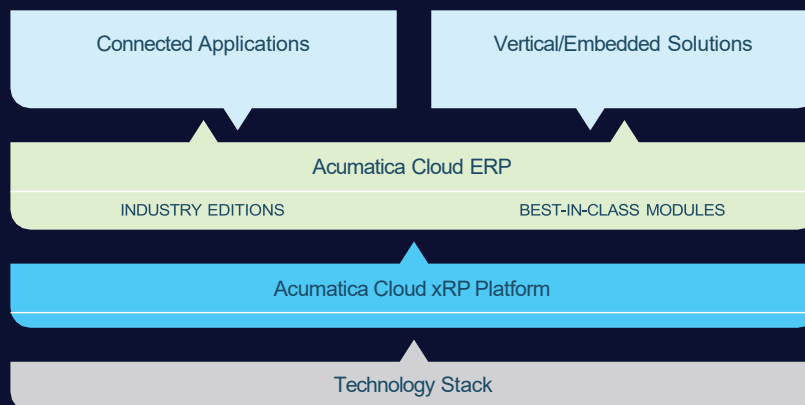 Connected Applications
Vertical/Embedded Solutions
Acumatica Cloud ERP
INDUSTRY EDITIONS
BEST-IN-CLASS MODULES
Acumatica Cloud xRP Platform
Technology Stack